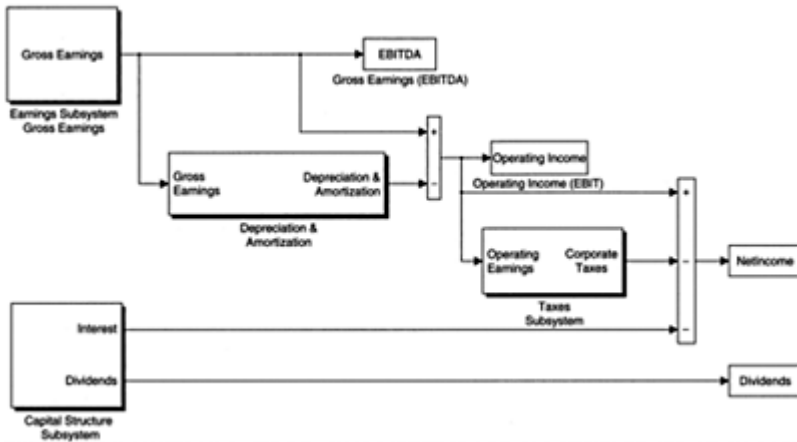 Gross Earnings
EBITDA
Gross Earnings (EBITDA)
Earnings Subsystem
Gross Earnings
+
Gross
Earnings
Depreciation &
Amortization
−
Depreciation &
Amortization
Operating Income
Operating Income (EBIT)
+
Operating
Earnings
Corporate
Taxes
−
NetIncome
Taxes
Subsystem
Interest
−
Dividends
Dividends
Capital Structure
Subsystem